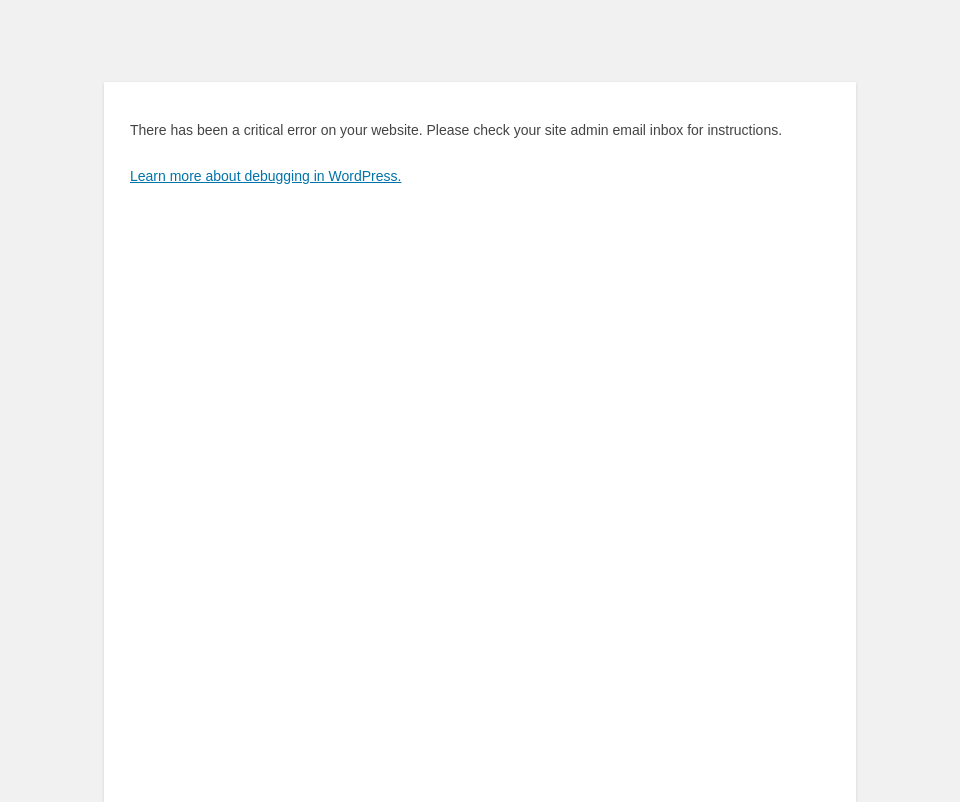 There has been a critical error on your website. Please check your site admin email inbox for instructions.
Learn more about debugging in WordPress.